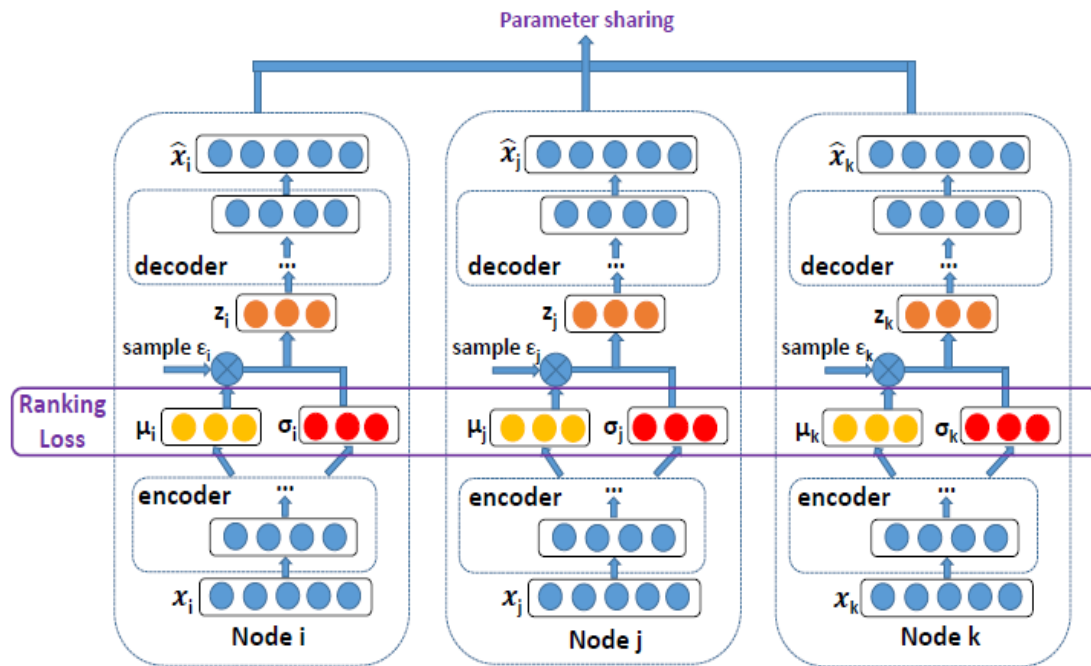 Parameter sharing
x̂ᵢ
x̂ⱼ
x̂ₖ
decoder
...
decoder
...
decoder
...
zᵢ
zⱼ
zₖ
sample εᵢ
sample εⱼ
sample εₖ
Ranking
Loss
μᵢ
σᵢ
μⱼ
σⱼ
μₖ
σₖ
encoder
...
encoder
...
encoder
...
xᵢ
xⱼ
xₖ
Node i
Node j
Node k